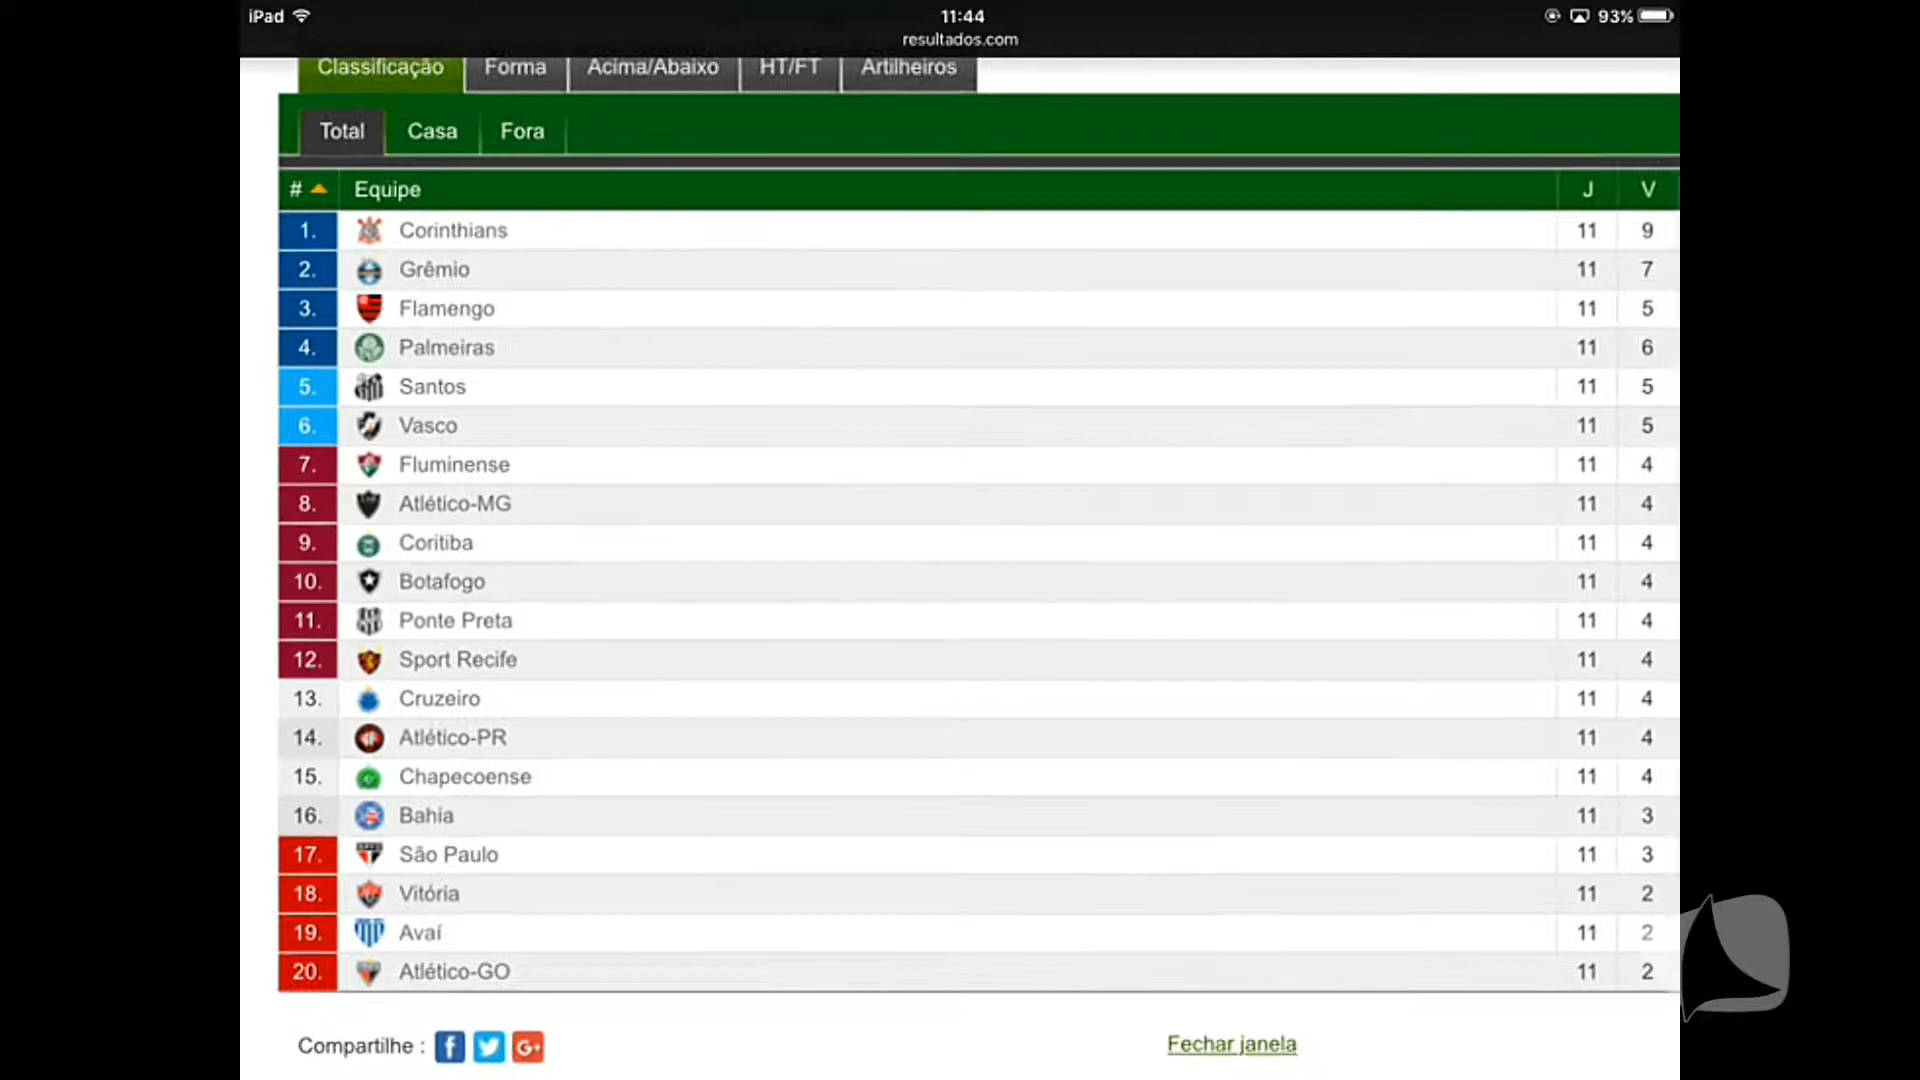 iPad 11:44 93%
resultados.com
Classificação Forma Acima/Abaixo HT/FT Artilheiros
Total Casa Fora
# Equipe J V
1. Corinthians 11 9
2. Grêmio 11 7
3. Flamengo 11 5
4. Palmeiras 11 6
5. Santos 11 5
6. Vasco 11 5
7. Fluminense 11 4
8. Atlético-MG 11 4
9. Coritiba 11 4
10. Botafogo 11 4
11. Ponte Preta 11 4
12. Sport Recife 11 4
13. Cruzeiro 11 4
14. Atlético-PR 11 4
15. Chapecoense 11 4
16. Bahia 11 3
17. São Paulo 11 3
18. Vitória 11 2
19. Avaí 11 2
20. Atlético-GO 11 2
Compartilhe : f G+ Fechar janela